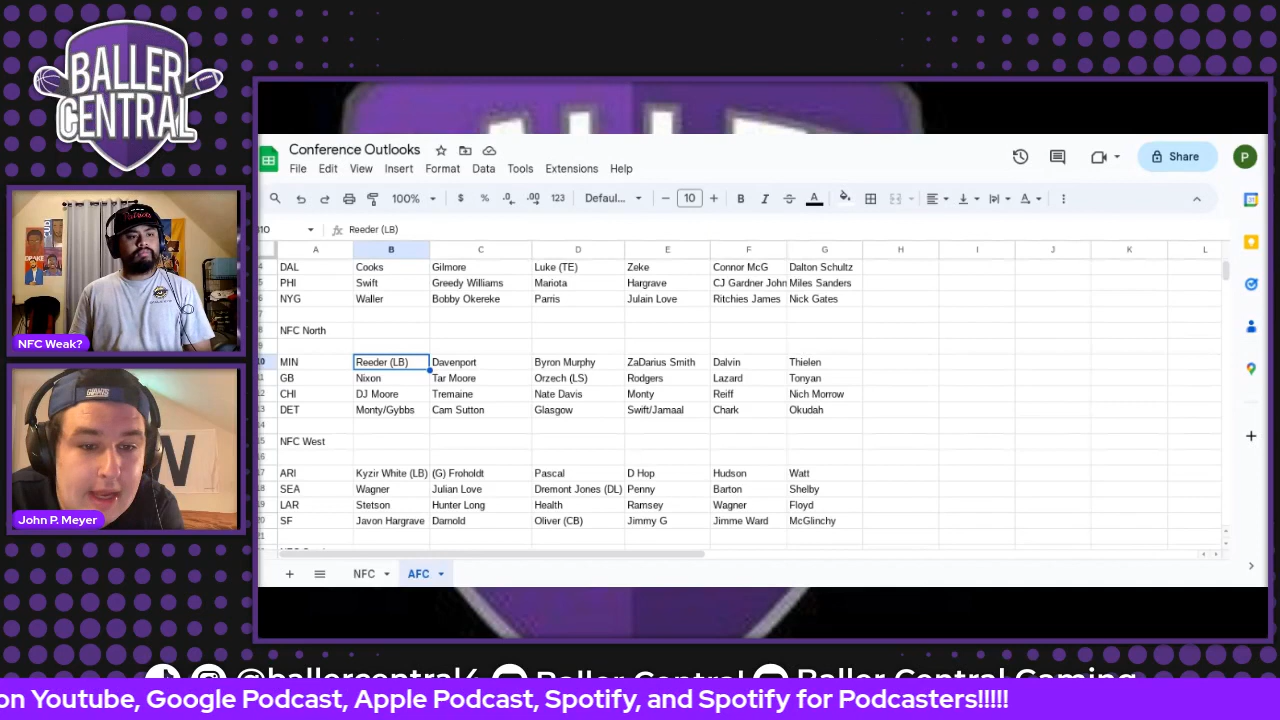 BALLER
CENTRAL
NFC Weak?
John P. Meyer
Conference Outlooks
File Edit View Insert Format Data Tools Extensions Help
Share
P
100% $ % .0 .00 123 Defaul... 10 B I A
Reeder (LB)
A B C D E F G H I J K L
DAL Cooks Gilmore Luke (TE) Zeke Connor McG Dalton Schultz
PHI Swift Greedy Williams Mariota Hargrave CJ Gardner John Miles Sanders
NYG Waller Bobby Okereke Parris Julain Love Ritchies James Nick Gates
NFC North
MIN Reeder (LB) Davenport Byron Murphy ZaDarius Smith Dalvin Thielen
GB Nixon Tar Moore Orzech (LS) Rodgers Lazard Tonyan
CHI DJ Moore Tremaine Nate Davis Monty Reiff Nich Morrow
DET Monty/Gybbs Cam Sutton Glasgow Swift/Jamaal Chark Okudah
NFC West
ARI Kyzir White (LB) (G) Froholdt Pascal D Hop Hudson Watt
SEA Wagner Julian Love Dremont Jones (DL) Penny Barton Shelby
LAR Stetson Hunter Long Health Ramsey Wagner Floyd
SF Javon Hargrave Darnold Oliver (CB) Jimmy G Jimme Ward McGlinchy
NFC AFC
@ballercentral Baller Central Baller Central Gaming
on Youtube, Google Podcast, Apple Podcast, Spotify, and Spotify for Podcasters!!!!!